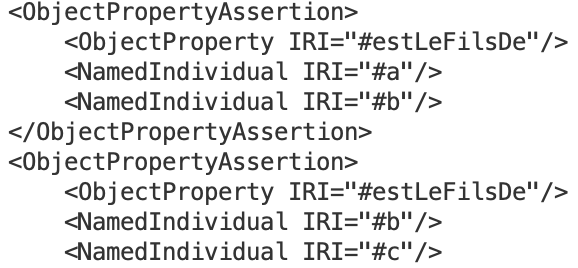 <ObjectPropertyAssertion>
    <ObjectProperty IRI="#estLeFilsDe"/>
    <NamedIndividual IRI="#a"/>
    <NamedIndividual IRI="#b"/>
</ObjectPropertyAssertion>
<ObjectPropertyAssertion>
    <ObjectProperty IRI="#estLeFilsDe"/>
    <NamedIndividual IRI="#b"/>
    <NamedIndividual IRI="#c"/>